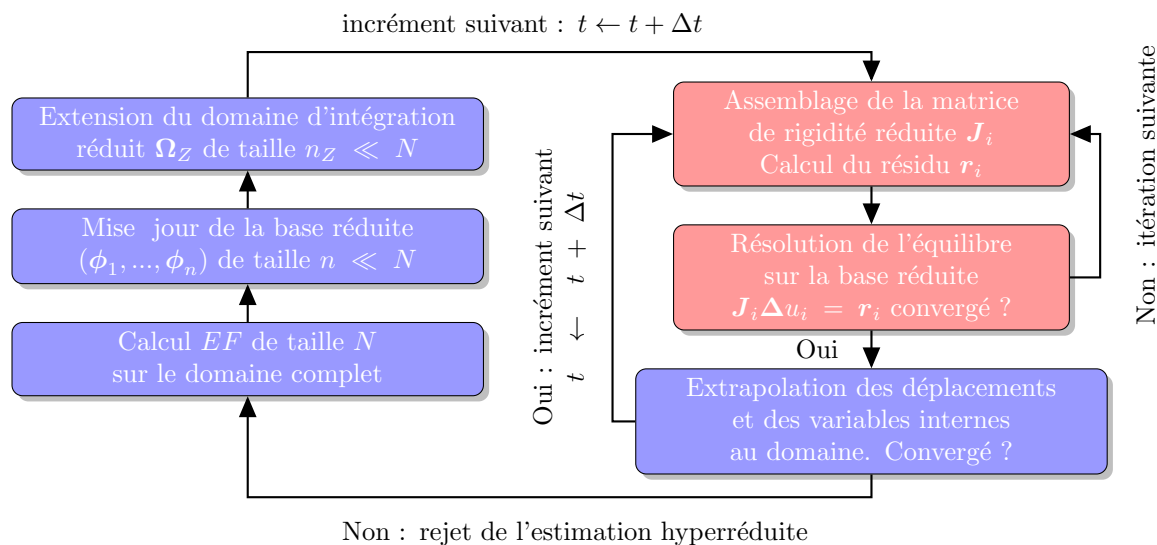 incrément suivant : t ← t + Δt
Extension du domaine d'intégration
réduit Ω_Z de taille n_Z ≪ N
Mise jour de la base réduite
(ϕ_1, ..., ϕ_n) de taille n ≪ N
Calcul EF de taille N
sur le domaine complet
Oui : incrément suivant
t ← t + Δt
Assemblage de la matrice
de rigidité réduite J_i
Calcul du résidu r_i
Résolution de l'équilibre
sur la base réduite
J_iΔu_i = r_i convergé ?
Non : itération suivante
Oui
Extrapolation des déplacements
et des variables internes
au domaine. Convergé ?
Non : rejet de l'estimation hyperréduite